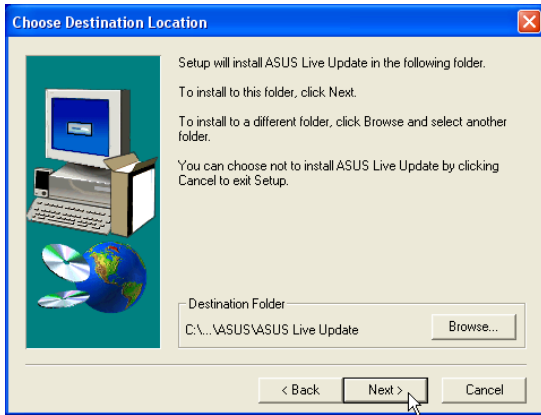 Choose Destination Location
Setup will install ASUS Live Update in the following folder.
To install to this folder, click Next.
To install to a different folder, click Browse and select another
folder.
You can choose not to install ASUS Live Update by clicking
Cancel to exit Setup.
Destination Folder
C:\...\ASUS\ASUS Live Update
Browse...
< Back
Next >
Cancel